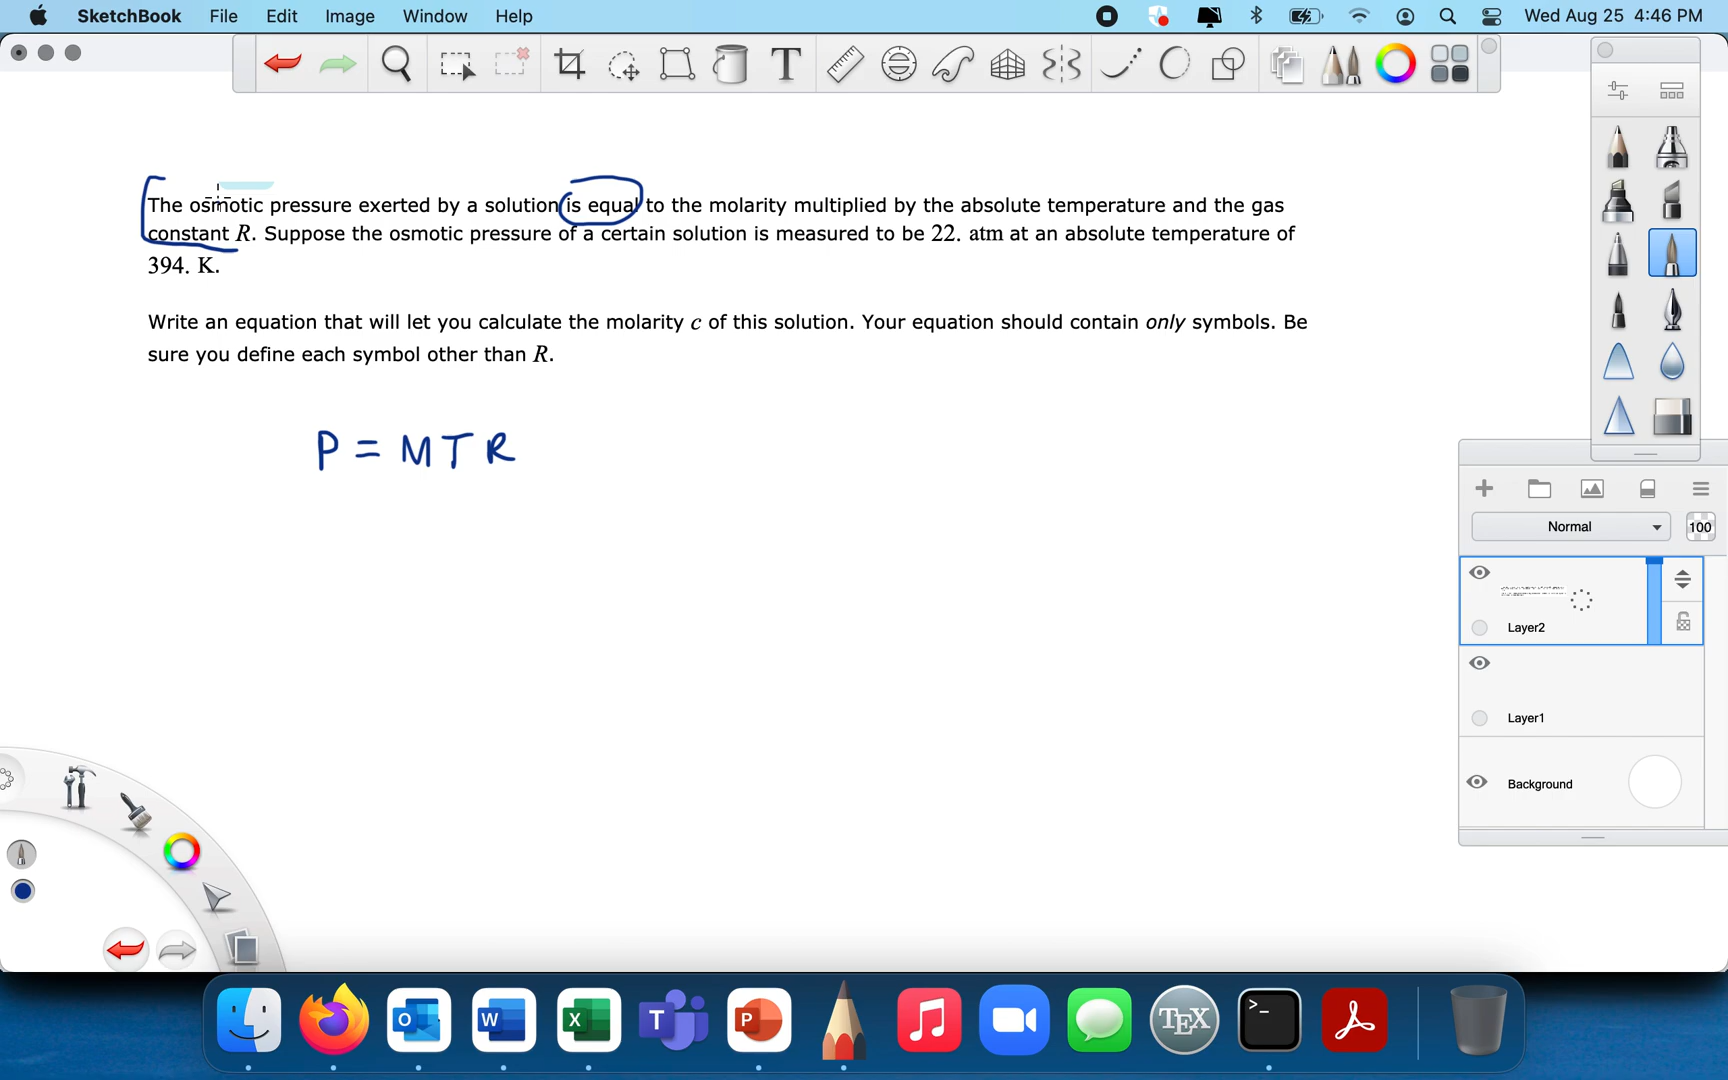 SketchBook File Edit Image Window Help Wed Aug 25 4:46 PM
T
The osmotic pressure exerted by a solution is equal to the molarity multiplied by the absolute temperature and the gas
constant R. Suppose the osmotic pressure of a certain solution is measured to be 22. atm at an absolute temperature of
394. K.
Write an equation that will let you calculate the molarity c of this solution. Your equation should contain only symbols. Be
sure you define each symbol other than R.
P = M T R
Normal 100
Layer2
Layer1
Background
O W X T P TEX >_